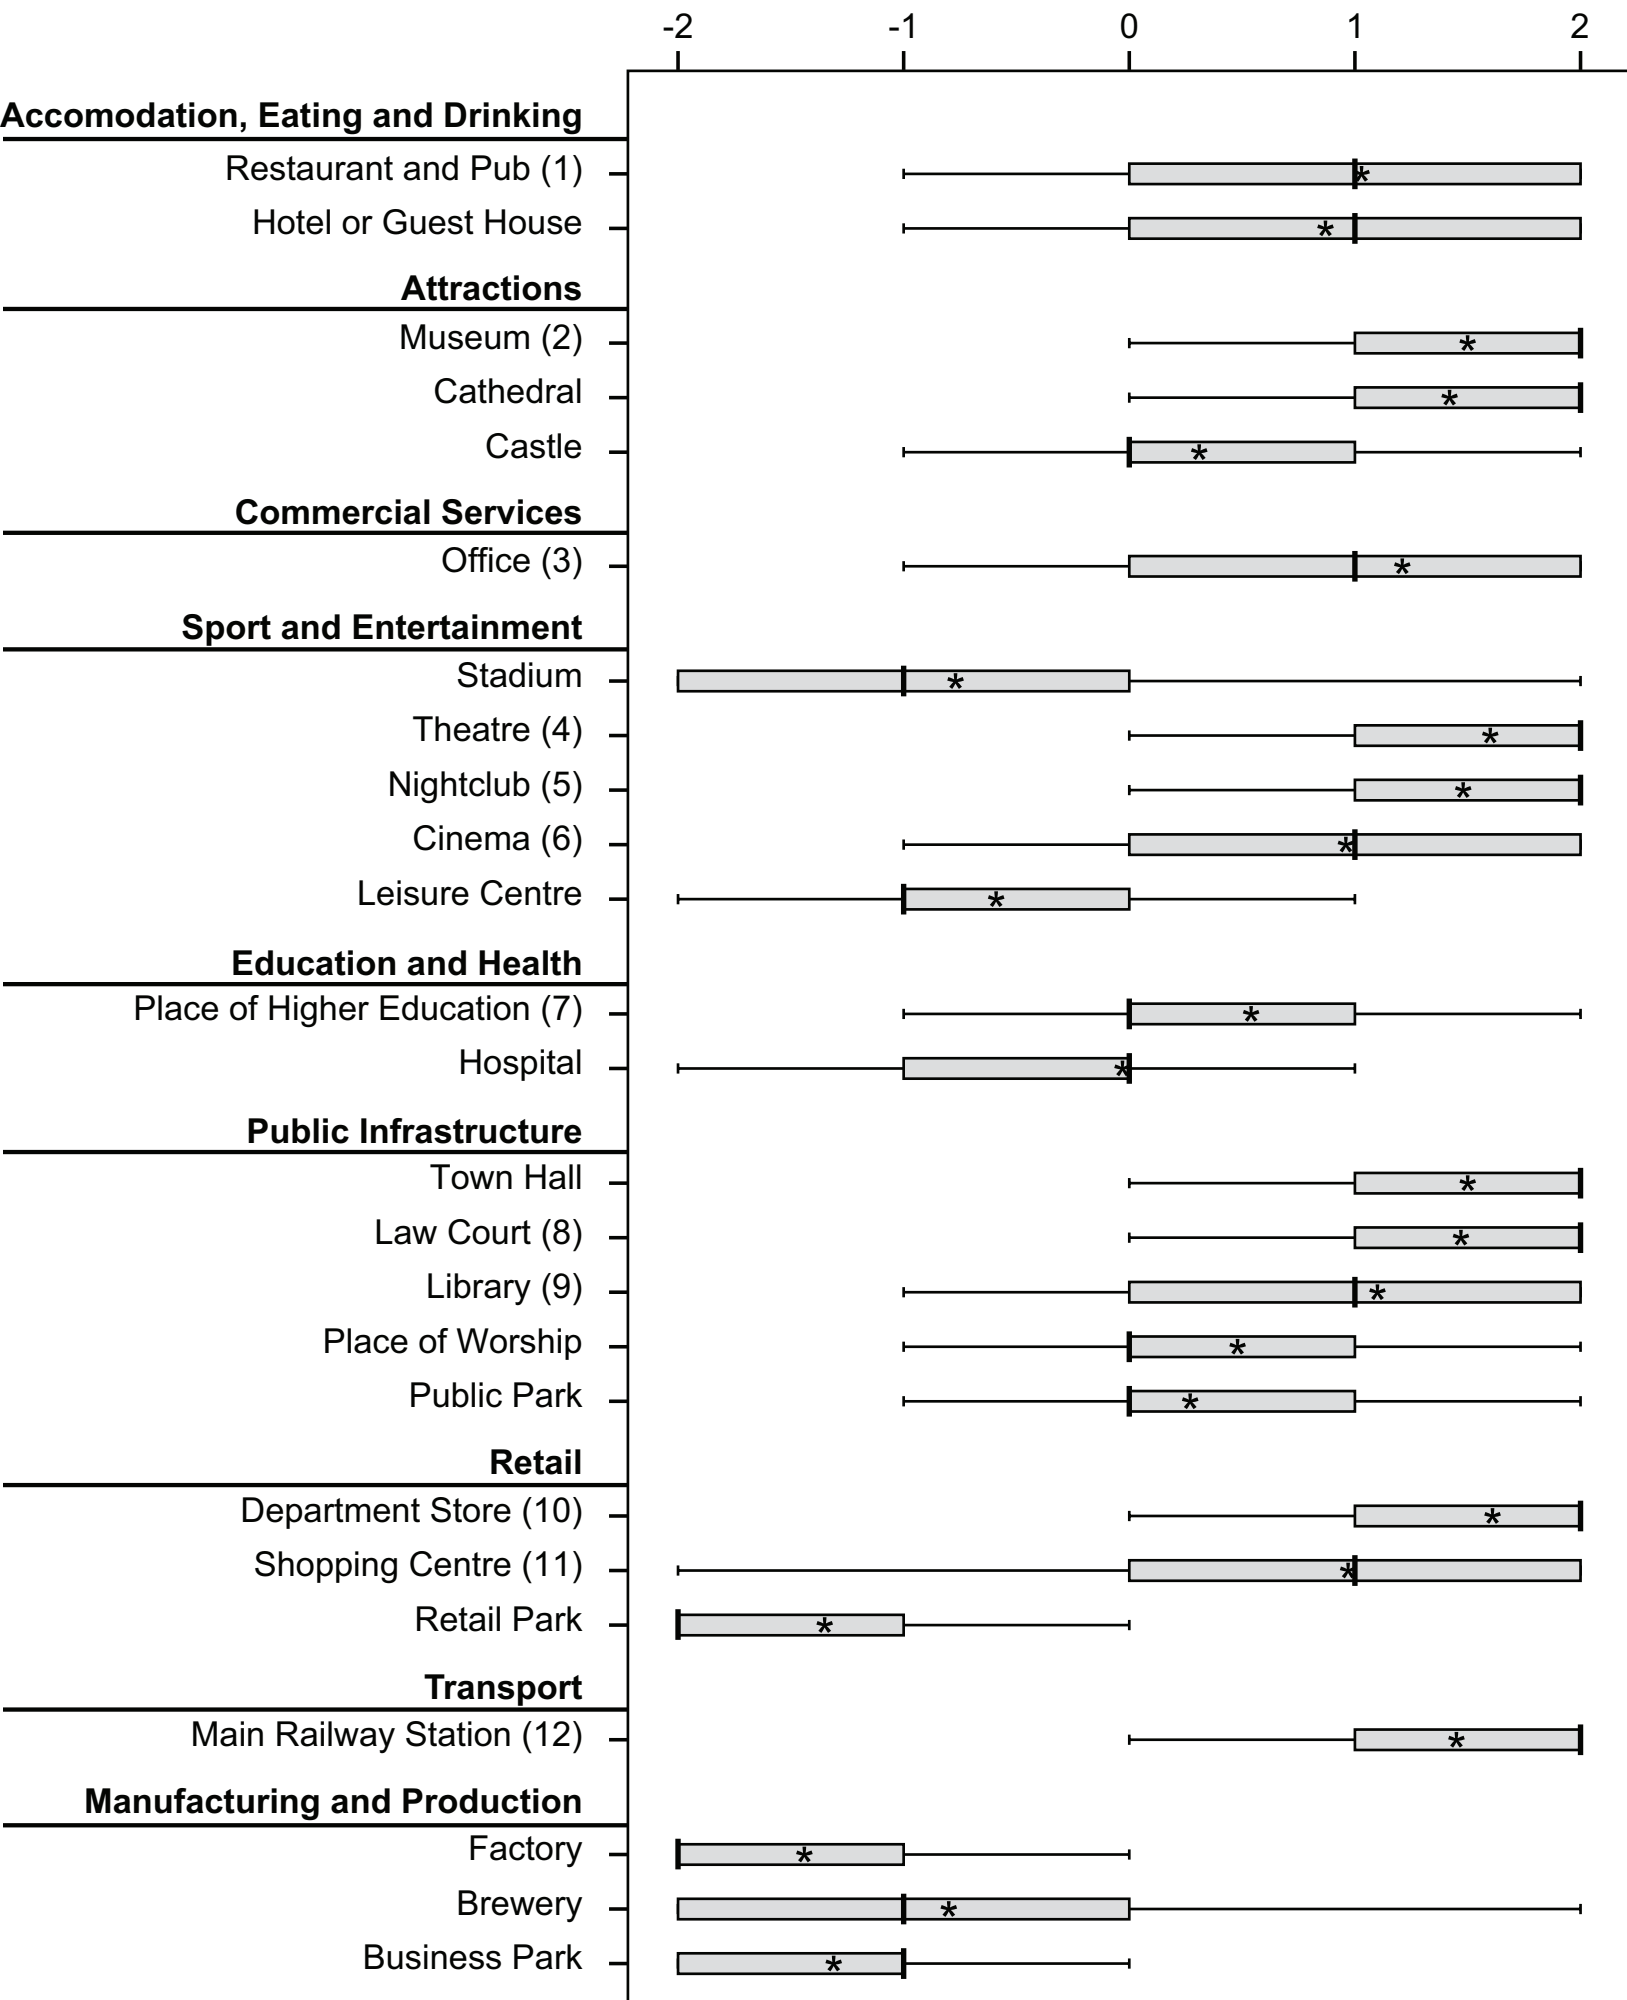 -2 -1 0 1 2
Accomodation, Eating and Drinking
Restaurant and Pub (1)
Hotel or Guest House
Attractions
Museum (2)
Cathedral
Castle
Commercial Services
Office (3)
Sport and Entertainment
Stadium
Theatre (4)
Nightclub (5)
Cinema (6)
Leisure Centre
Education and Health
Place of Higher Education (7)
Hospital
Public Infrastructure
Town Hall
Law Court (8)
Library (9)
Place of Worship
Public Park
Retail
Department Store (10)
Shopping Centre (11)
Retail Park
Transport
Main Railway Station (12)
Manufacturing and Production
Factory
Brewery
Business Park